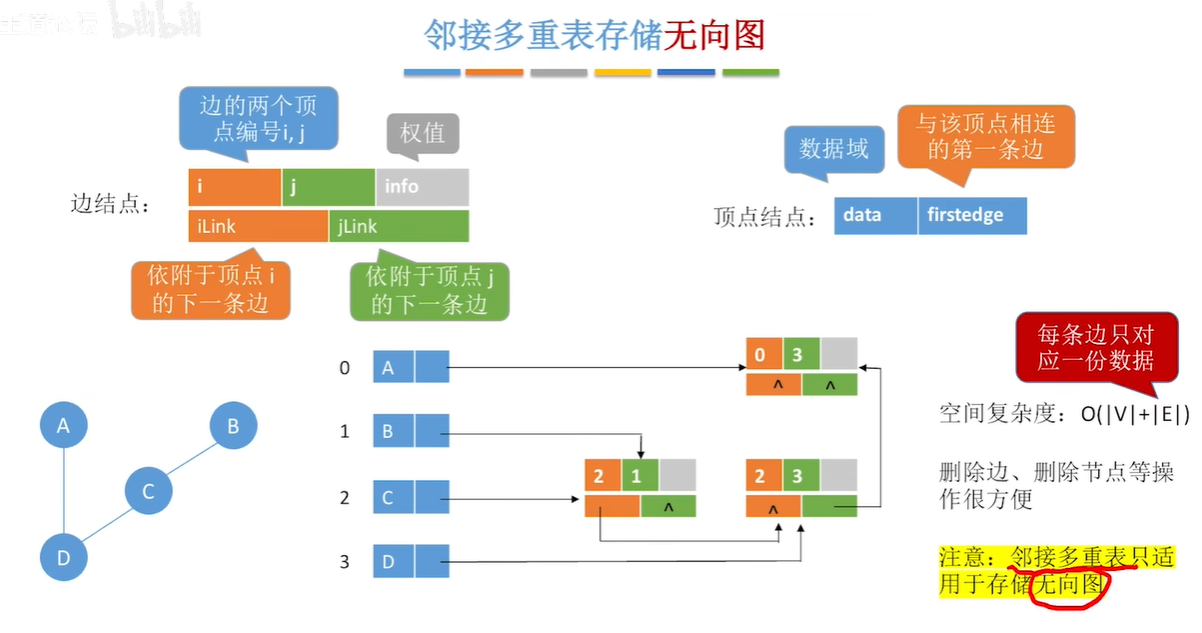 邻接多重表存储无向图
边的两个顶
点编号i, j
权值
边结点：
i j info
iLink jLink
依附于顶点 i
的下一条边
依附于顶点 j
的下一条边
数据域
与该顶点相连
的第一条边
顶点结点：
data firstedge
A
B
C
D
0 A
1 B
2 C
3 D
0 3
^ ^
2 1
^
2 3
^
每条边只对
应一份数据
空间复杂度：O(|V|+|E|)
删除边、删除节点等操
作很方便
注意：邻接多重表只适
用于存储无向图